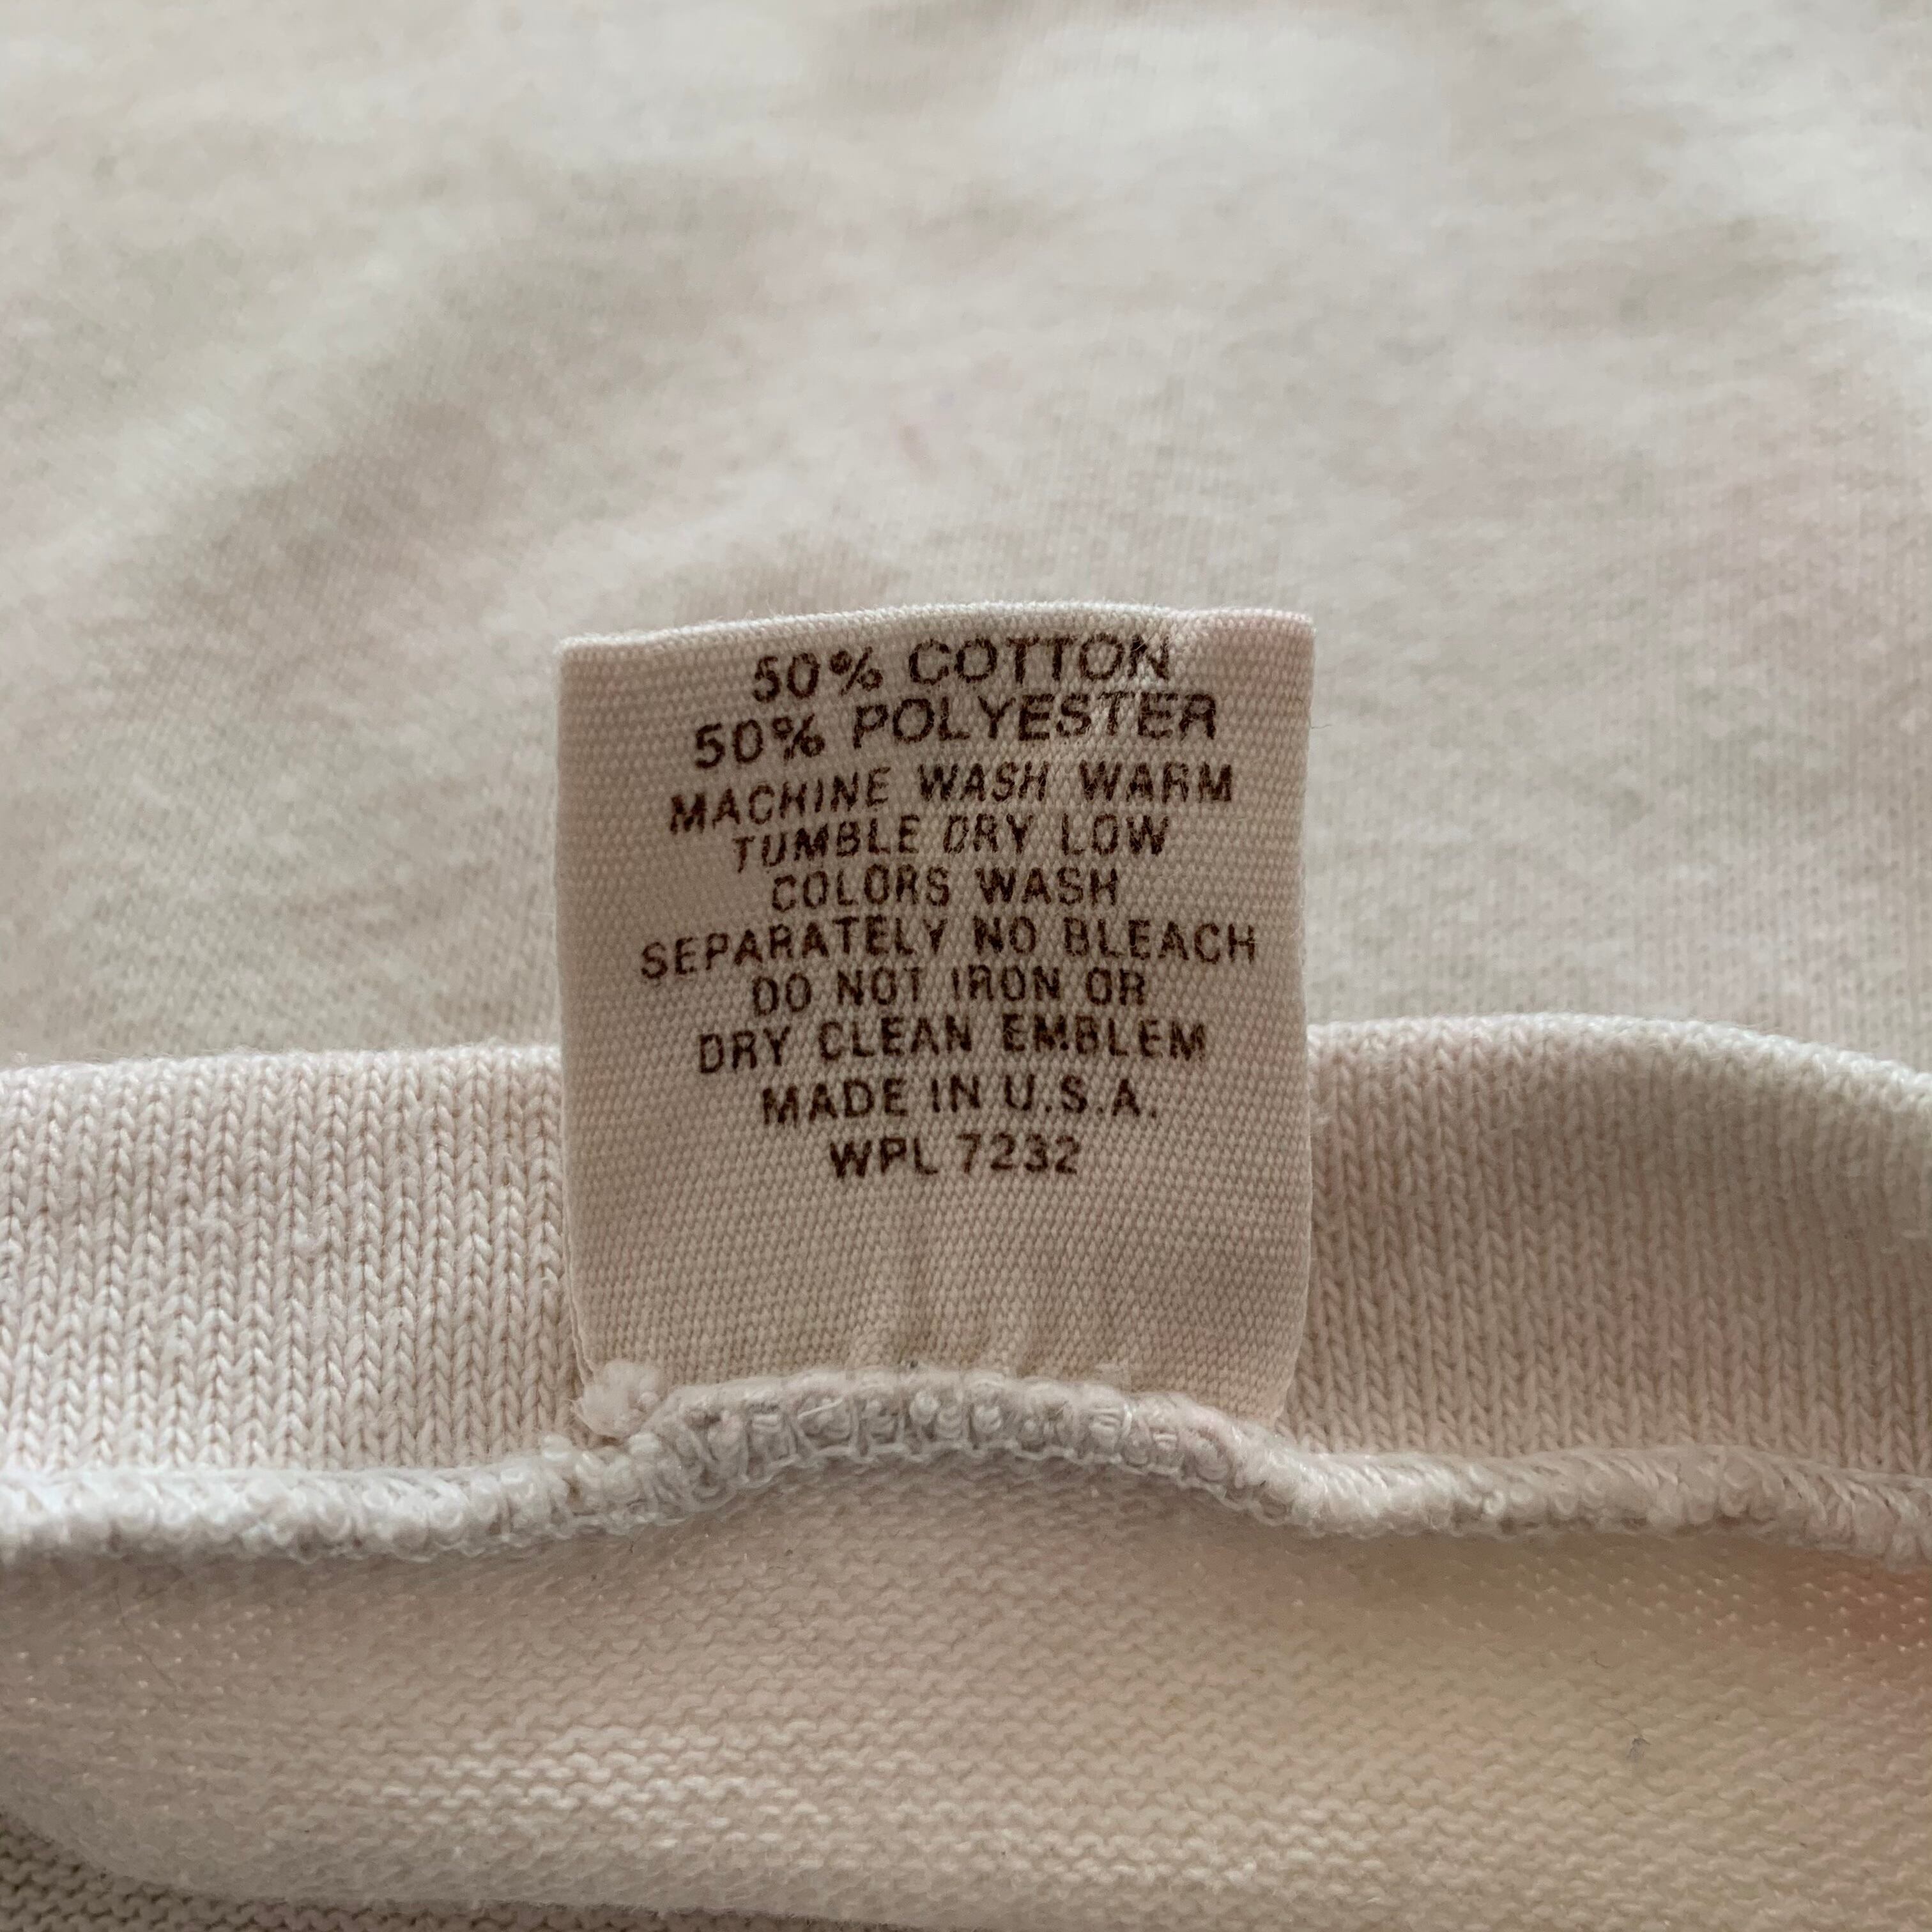 50% COTTON
50% POLYESTER
MACHINE WASH WARM
TUMBLE DRY LOW
COLORS WASH
SEPARATELY NO BLEACH
DO NOT IRON OR
DRY CLEAN EMBLEM
MADE IN U.S.A.
WPL 7232